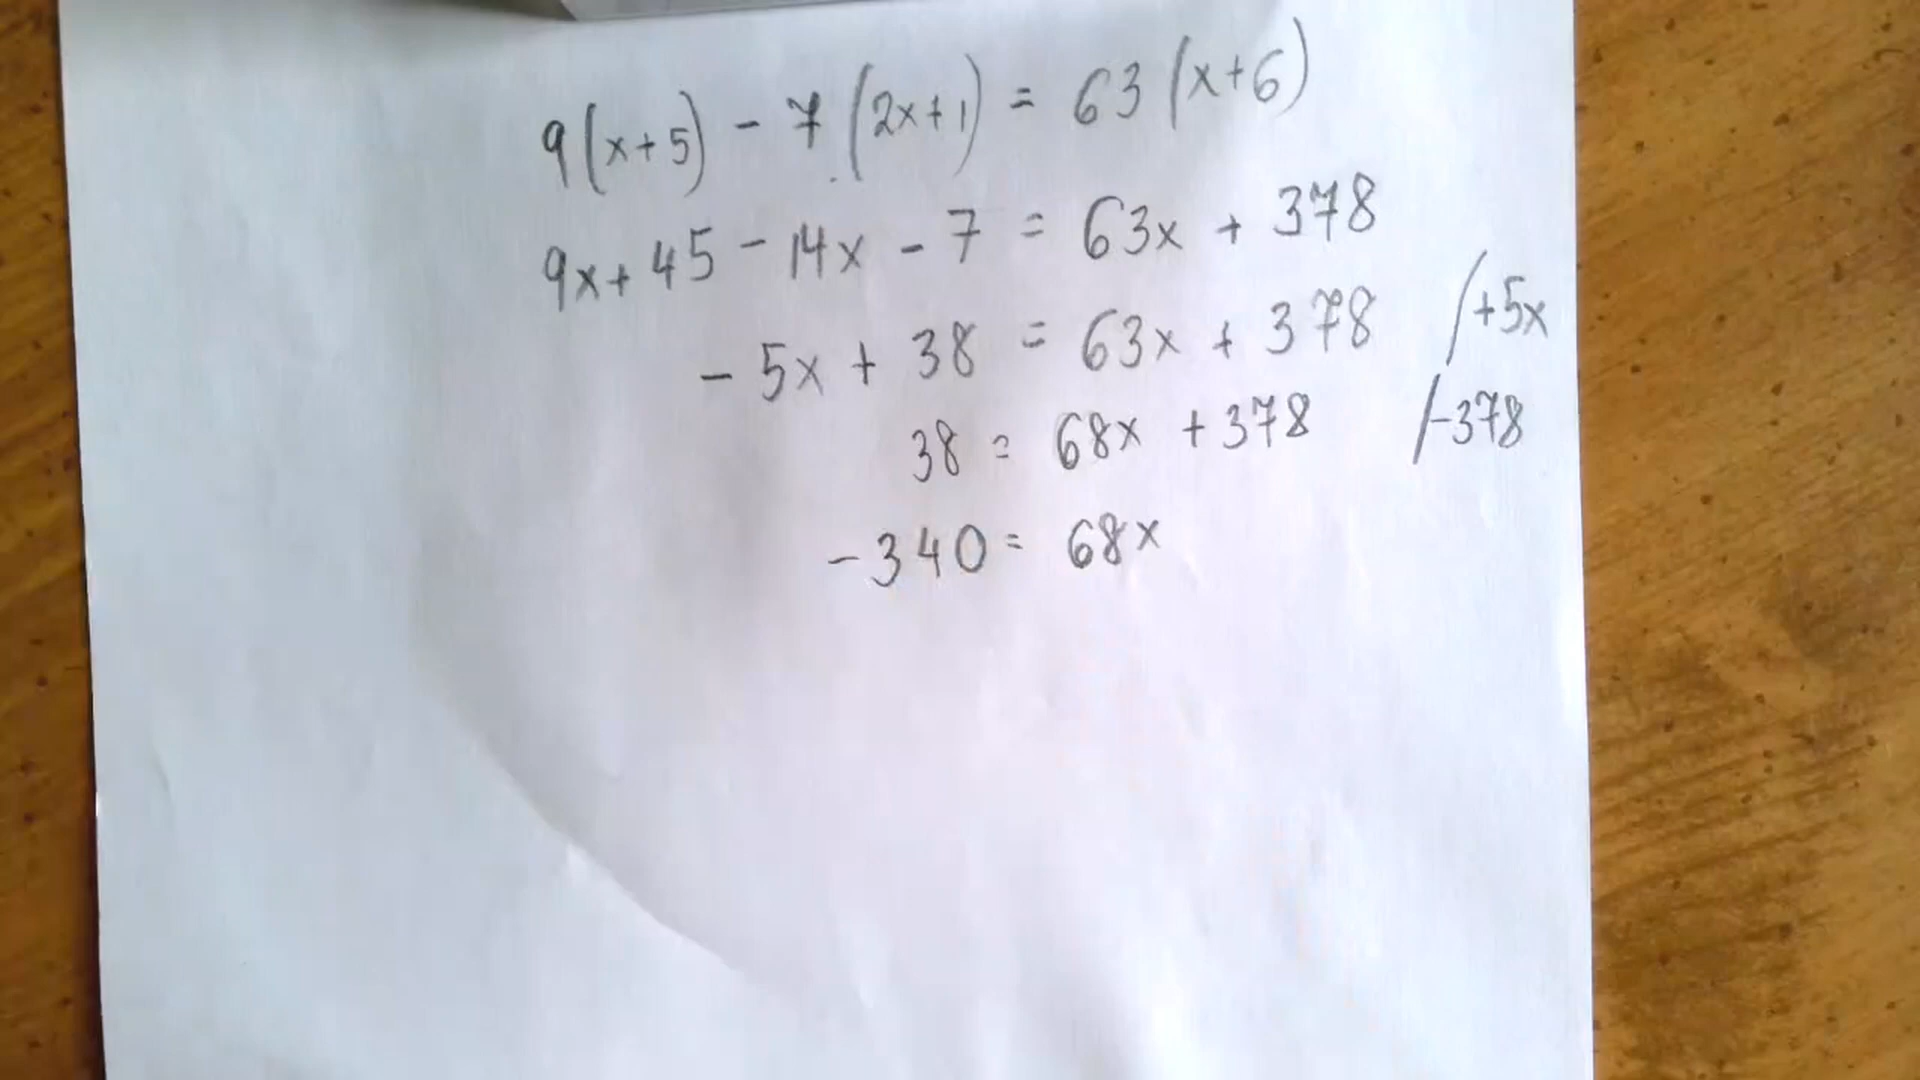 9(x+5) - 7(2x+1) = 63(x+6)
9x+45 - 14x - 7 = 63x + 378
- 5x + 38 = 63x + 378 /+5x
38 = 68x +378 /-378
-340 = 68x